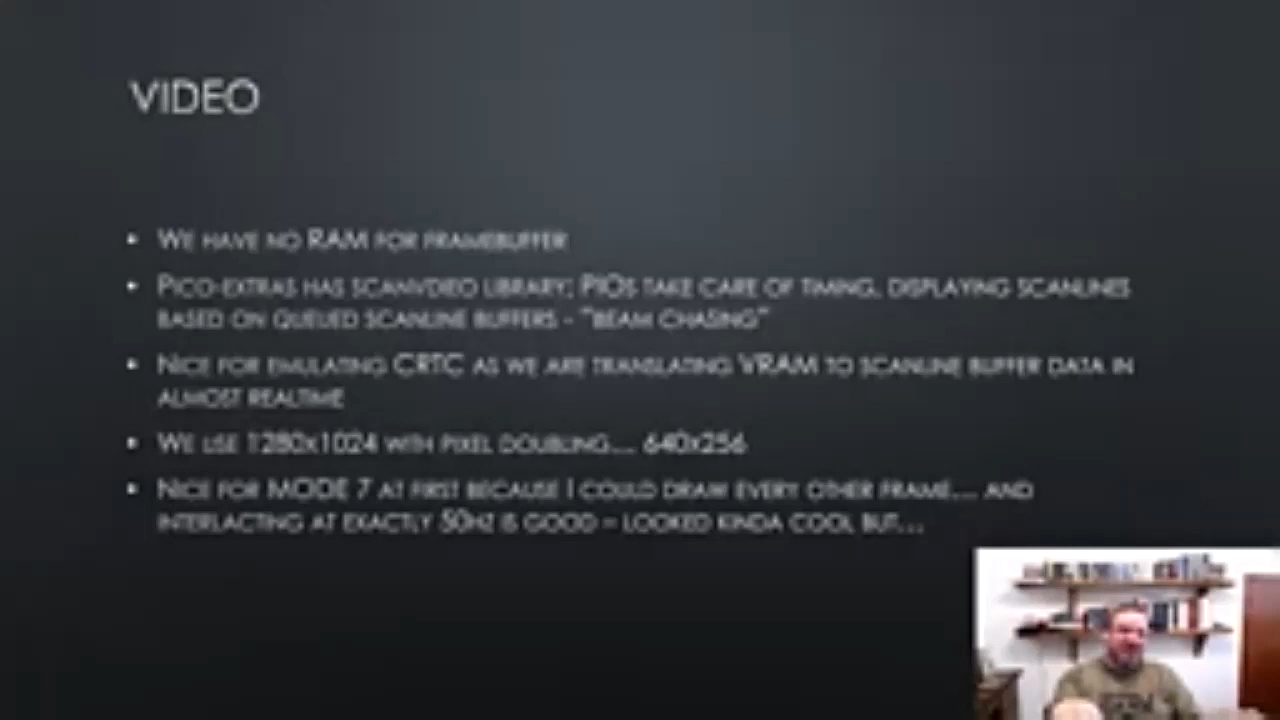 VIDEO
• WE HAVE NO RAM FOR FRAMEBUFFER
• PICO-EXTRAS HAS SCANVDIEO LIBRARY; PIOS TAKE CARE OF TIMING, DISPLAYING SCANLINES
BASED ON QUEUED SCANLINE BUFFERS - "BEAM CHASING"
• NICE FOR EMULATING CRTC AS WE ARE TRANSLATING VRAM TO SCANLINE BUFFER DATA IN
ALMOST REALTIME
• WE USE 1280X1024 WITH PIXEL DOUBLING... 640X256
• NICE FOR MODE 7 AT FIRST BECAUSE I COULD DRAW EVERY OTHER FRAME... AND
INTERLACTING AT EXACTLY 50HZ IS GOOD – LOOKED KINDA COOL BUT...